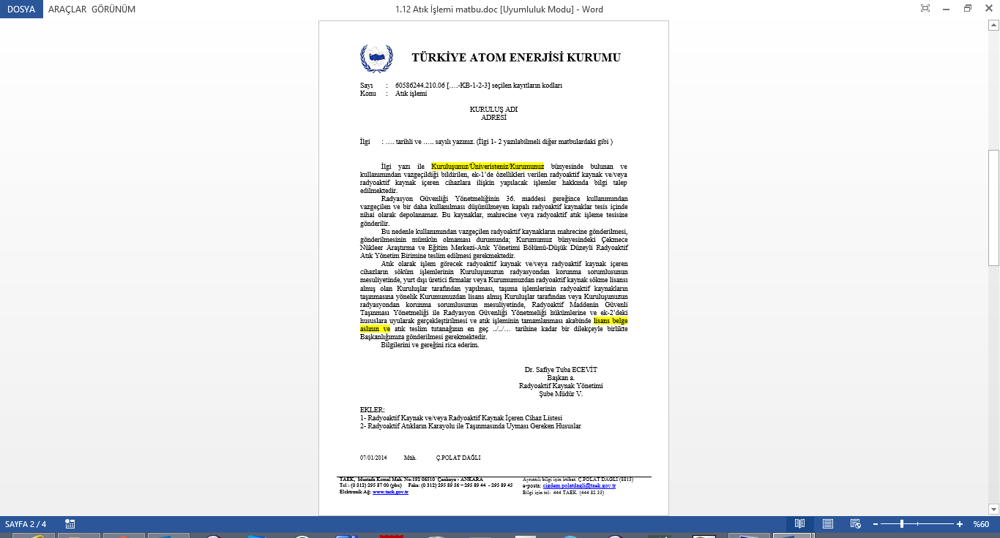 DOSYA ARAÇLAR GÖRÜNÜM
1.12 Atık İşlemi matbu.doc [Uyumluluk Modu] - Word
TÜRKİYE ATOM ENERJİSİ KURUMU
Sayı : 60586244.210.06 [….-KB-1-2-3] seçilen kayıtların kodları
Konu : Atık işlemi
KURULUŞ ADI
ADRESİ
İlgi : …. tarihli ve ….. sayılı yazınız. (İlgi 1- 2 yazılabilmeli diğer matbulardaki gibi )
İlgi yazı ile Kuruluşunuz/Üniveristeniz/Kurumunuz bünyesinde bulunan ve
kullanımından vazgeçildiği bildirilen, ek-1’de özellikleri verilen radyoaktif kaynak ve/veya
radyoaktif kaynak içeren cihazlara ilişkin yapılacak işlemler hakkında bilgi talep
edilmektedir.
Radyasyon Güvenliği Yönetmeliğinin 36. maddesi gereğince kullanımından
vazgeçilen ve bir daha kullanılması düşünülmeyen kapalı radyoaktif kaynaklar tesis içinde
nihai olarak depolanamaz. Bu kaynaklar, mahrecine veya radyoaktif atık işleme tesisine
gönderilir.
Bu nedenle kullanımından vazgeçilen radyoaktif kaynakların mahrecine gönderilmesi,
gönderilmesinin mümkün olmaması durumunda; Kurumumuz bünyesindeki Çekmece
Nükleer Araştırma ve Eğitim Merkezi-Atık Yönetimi Bölümü-Düşük Düzeyli Radyoaktif
Atık Yönetim Birimine teslim edilmesi gerekmektedir.
Atık olarak işlem görecek radyoaktif kaynak ve/veya radyoaktif kaynak içeren
cihazların söküm işlemlerinin Kuruluşunuzun radyasyondan korunma sorumlusunun
mesuliyetinde, yurt dışı üretici firmalar veya Kurumumuzdan radyoaktif kaynak sökme lisansı
almış olan Kuruluşlar tarafından yapılması, taşıma işlemlerinin radyoaktif kaynakların
taşınmasına yönelik Kurumumuzdan lisans almış Kuruluşlar tarafından veya Kuruluşunuzun
radyasyondan korunma sorumlusunun mesuliyetinde, Radyoaktif Maddenin Güvenli
Taşınması Yönetmeliği ile Radyasyon Güvenliği Yönetmeliği hükümlerine ve ek-2’deki
hususlara uyularak gerçekleştirilmesi ve atık işleminin tamamlanması akabinde lisans belge
aslının ve atık teslim tutanağının en geç ../../… tarihine kadar bir dilekçeyle birlikte
Başkanlığımıza gönderilmesi gerekmektedir.
Bilgilerini ve gereğini rica ederim.
Dr. Safiye Tuba ECEVİT
Başkan a.
Radyoaktif Kaynak Yönetimi
Şube Müdür V.
EKLER:
1- Radyoaktif Kaynak ve/veya Radyoaktif Kaynak İçeren Cihaz Listesi
2- Radyoaktif Atıkların Karayolu ile Taşınmasında Uyması Gereken Hususlar
07/01/2014 Müh. Ç.POLAT DAĞLI
TAEK, Mustafa Kemal Mah. No:192 06510 Çankaya - ANKARA
Tel : (0 312) 295 87 00 (pbx) Faks: (0 312) 295 89 56 – 295 89 44 - 295 89 45
Elektronik Ağ: www.taek.gov.tr
Ayrıntılı bilgi için irtibat: Ç.POLAT DAĞLI (8815)
e-posta: cigdem.polatdagli@taek.gov.tr
Bilgi için tel: 444 TAEK (444 82 35)
SAYFA 2 / 4
%60